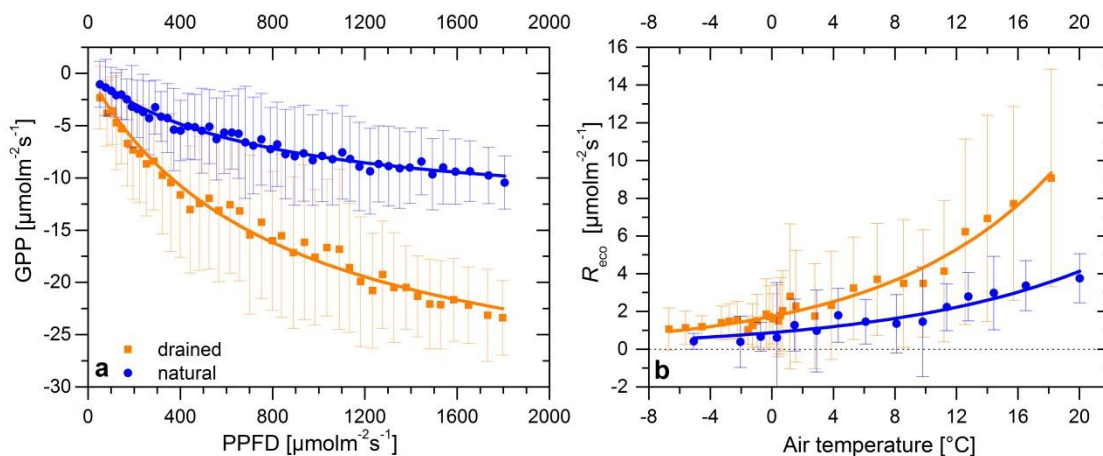 0 400 800 1200 1600 2000
-8 -4 0 4 8 12 16 20
0
-5
-10
-15
-20
-25
-30
GPP [µmolm⁻²s⁻¹]
drained
natural
a
0 400 800 1200 1600 2000
PPFD [µmolm⁻²s⁻¹]
16
14
12
10
8
6
4
2
0
-2
Reco [µmolm⁻²s⁻¹]
b
-8 -4 0 4 8 12 16 20
Air temperature [°C]